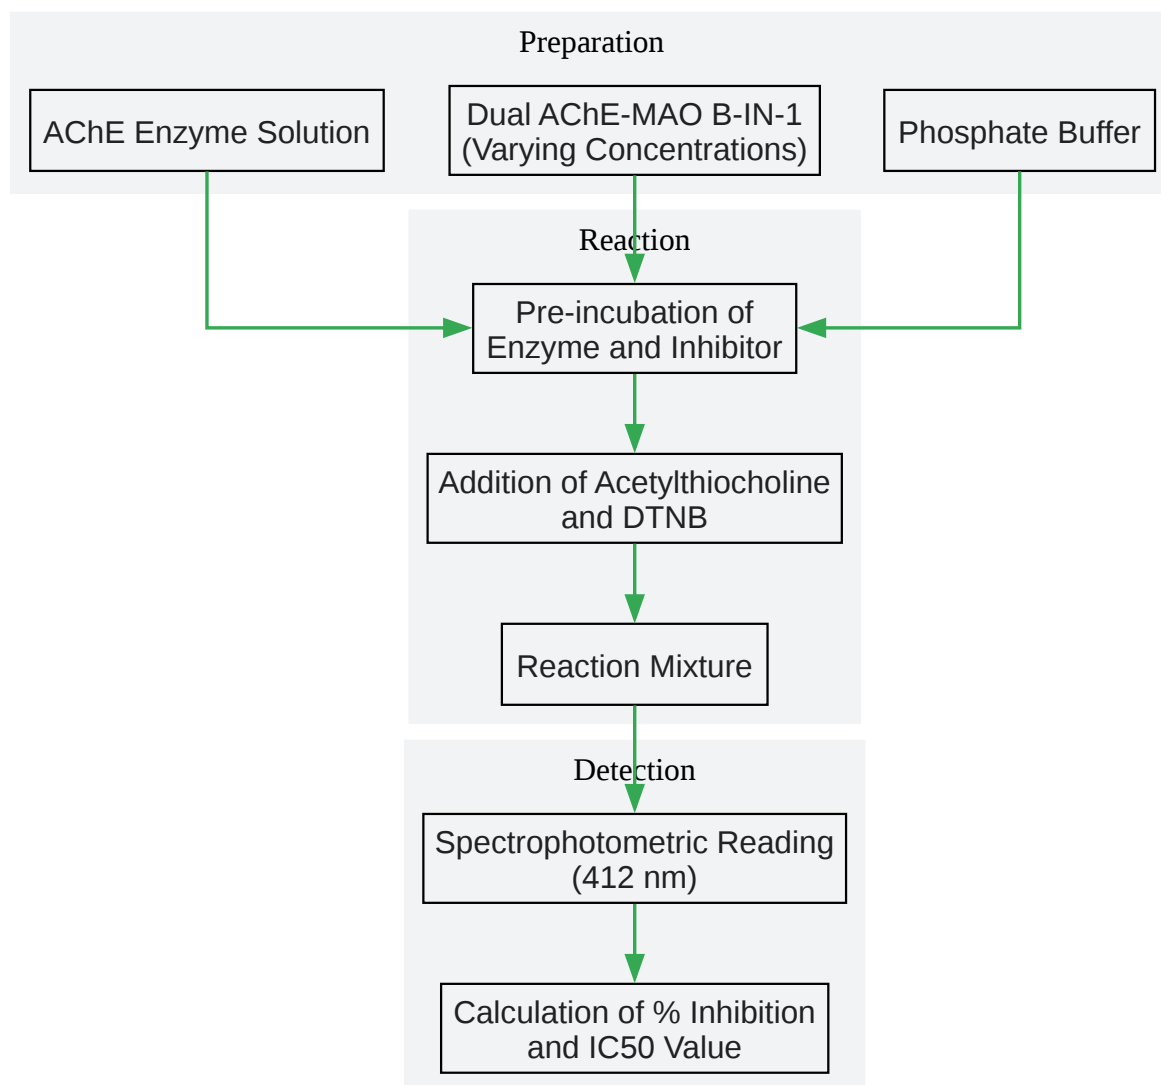 Preparation
AChE Enzyme Solution
Dual AChE-MAO B-IN-1
(Varying Concentrations)
Phosphate Buffer
Reaction
Pre-incubation of
Enzyme and Inhibitor
Addition of Acetylthiocholine
and DTNB
Reaction Mixture
Detection
Spectrophotometric Reading
(412 nm)
Calculation of % Inhibition
and IC50 Value